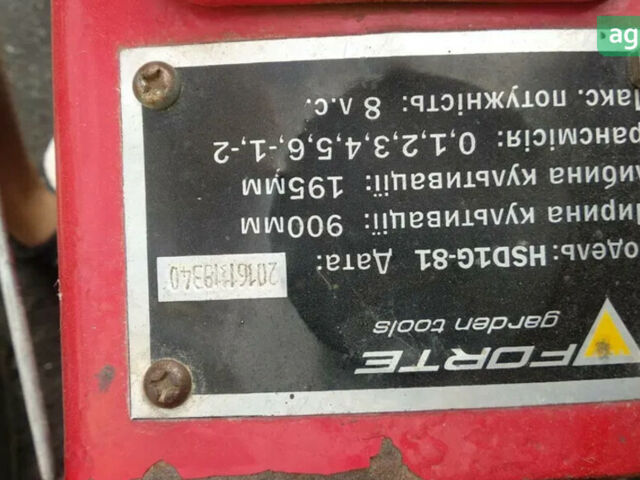 FORTE
garden tools
одель: HSD1G-81 Дата:
ирина культивації: 900мм
либина культивації: 195мм
рансмісія: 0,1,2,3,4,5,6,-1,-2
Макс. потужність: 8 л.с.
ag